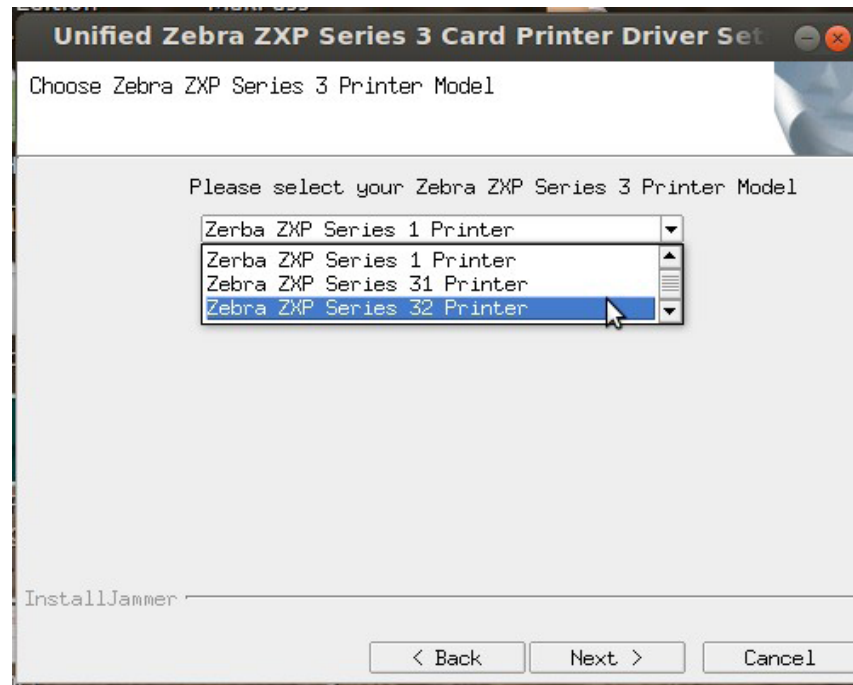 Unified Zebra ZXP Series 3 Card Printer Driver Set
Choose Zebra ZXP Series 3 Printer Model
Please select your Zebra ZXP Series 3 Printer Model
Zerba ZXP Series 1 Printer
Zerba ZXP Series 1 Printer
Zebra ZXP Series 31 Printer
Zebra ZXP Series 32 Printer
InstallJammer
< Back Next > Cancel